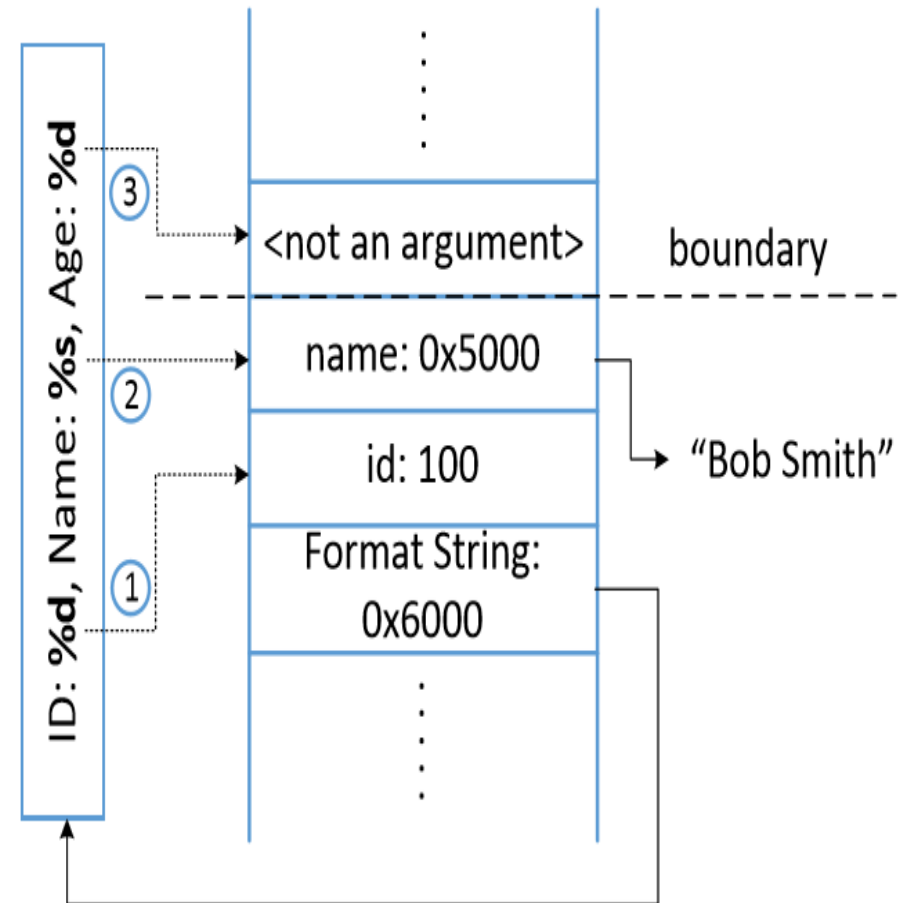 ID: %d, Name: %s, Age: %d
3
2
1
<not an argument>
boundary
name: 0x5000
id: 100
“Bob Smith”
Format String:
0x6000